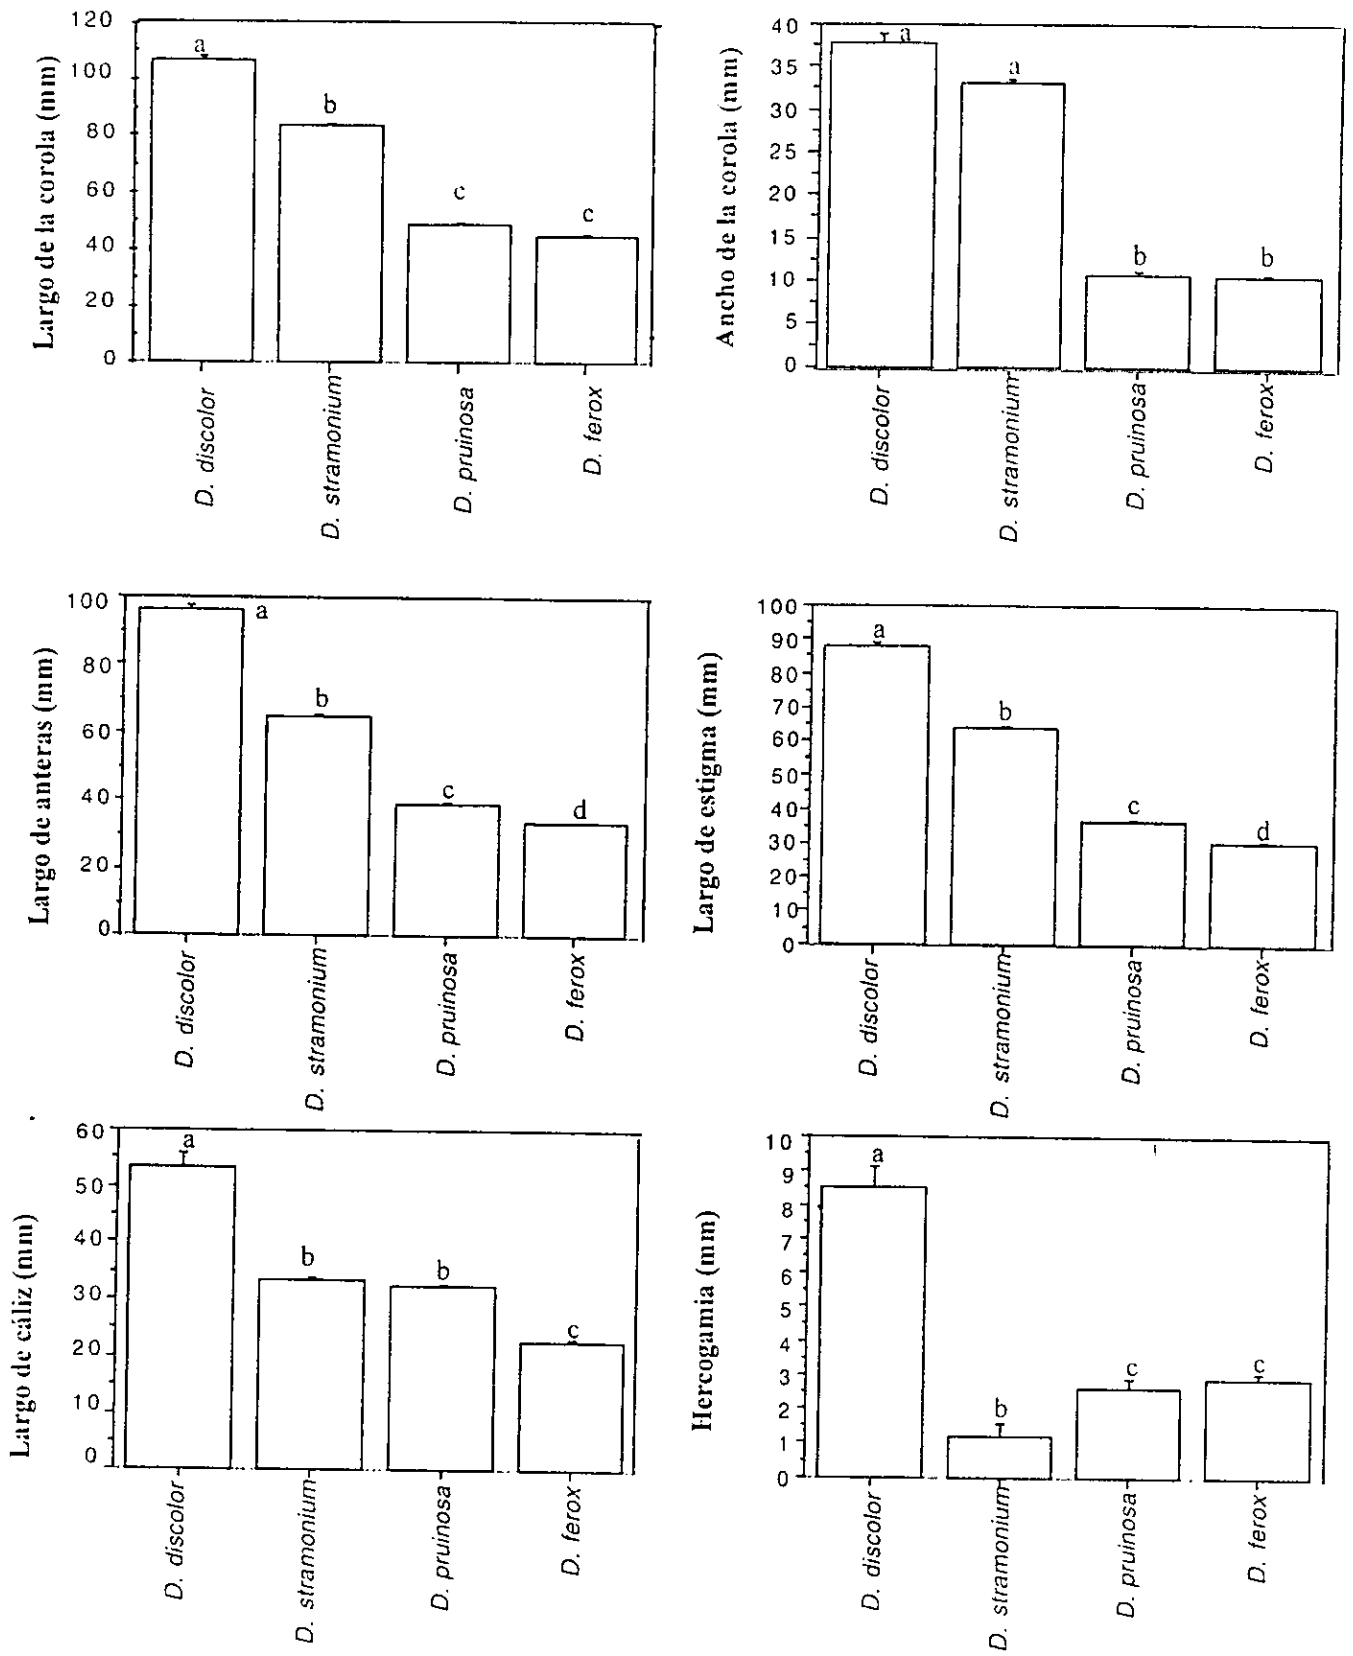 Largo de la corola (mm)
120
100
80
60
40
20
0
a
b
c
c
D. discolor
D. stramonium
D. pruinosa
D. ferox
Ancho de la corola (mm)
40
35
30
25
20
15
10
5
0
a
a
b
b
D. discolor
D. stramonium
D. pruinosa
D. ferox
Largo de anteras (mm)
100
80
60
40
20
0
a
b
c
d
D. discolor
D. stramonium
D. pruinosa
D. ferox
Largo de estigma (mm)
100
90
80
70
60
50
40
30
20
10
0
a
b
c
d
D. discolor
D. stramonium
D. pruinosa
D. ferox
Largo de cáliz (mm)
60
50
40
30
20
10
0
a
b
b
c
D. discolor
D. stramonium
D. pruinosa
D. ferox
Hercogamia (mm)
10
9
8
7
6
5
4
3
2
1
0
a
b
c
c
D. discolor
D. stramonium
D. pruinosa
D. ferox